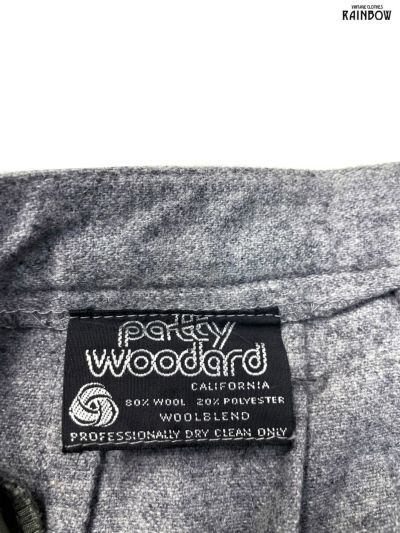 VINTAGE CLOTHES
RAINBOW
patty
woodard
CALIFORNIA
80% WOOL 20% POLYESTER
WOOLBLEND
PROFESSIONALLY DRY CLEAN ONLY